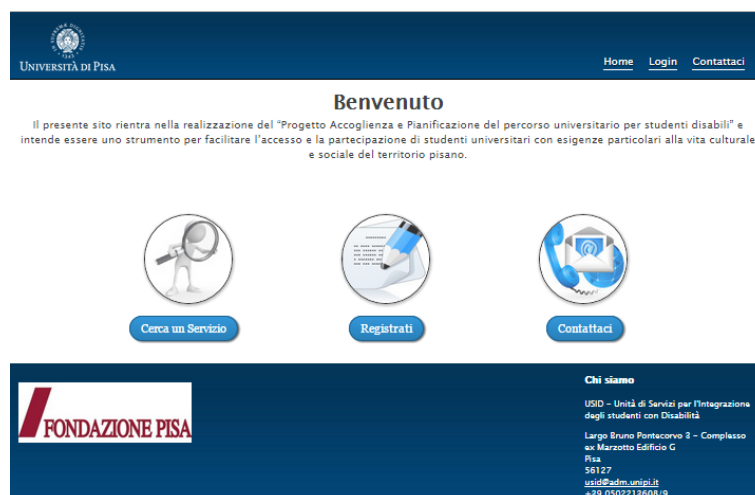 UNIVERSITÀ DI PISA
Home Login Contattaci
Benvenuto
Il presente sito rientra nella realizzazione del "Progetto Accoglienza e Pianificazione del percorso universitario per studenti disabili" e
intende essere uno strumento per facilitare l'accesso e la partecipazione di studenti universitari con esigenze particolari alla vita culturale
e sociale del territorio pisano.
Cerca un Servizio
Registrati
Contattaci
FONDAZIONE PISA
Chi siamo
USID – Unità di Servizi per l'Integrazione
degli studenti con Disabilità
Largo Bruno Pontecorvo 3 – Complesso
ex Marzotto Edificio G
Pisa
56127
usid@adm.unipi.it
+39 0502213608/9